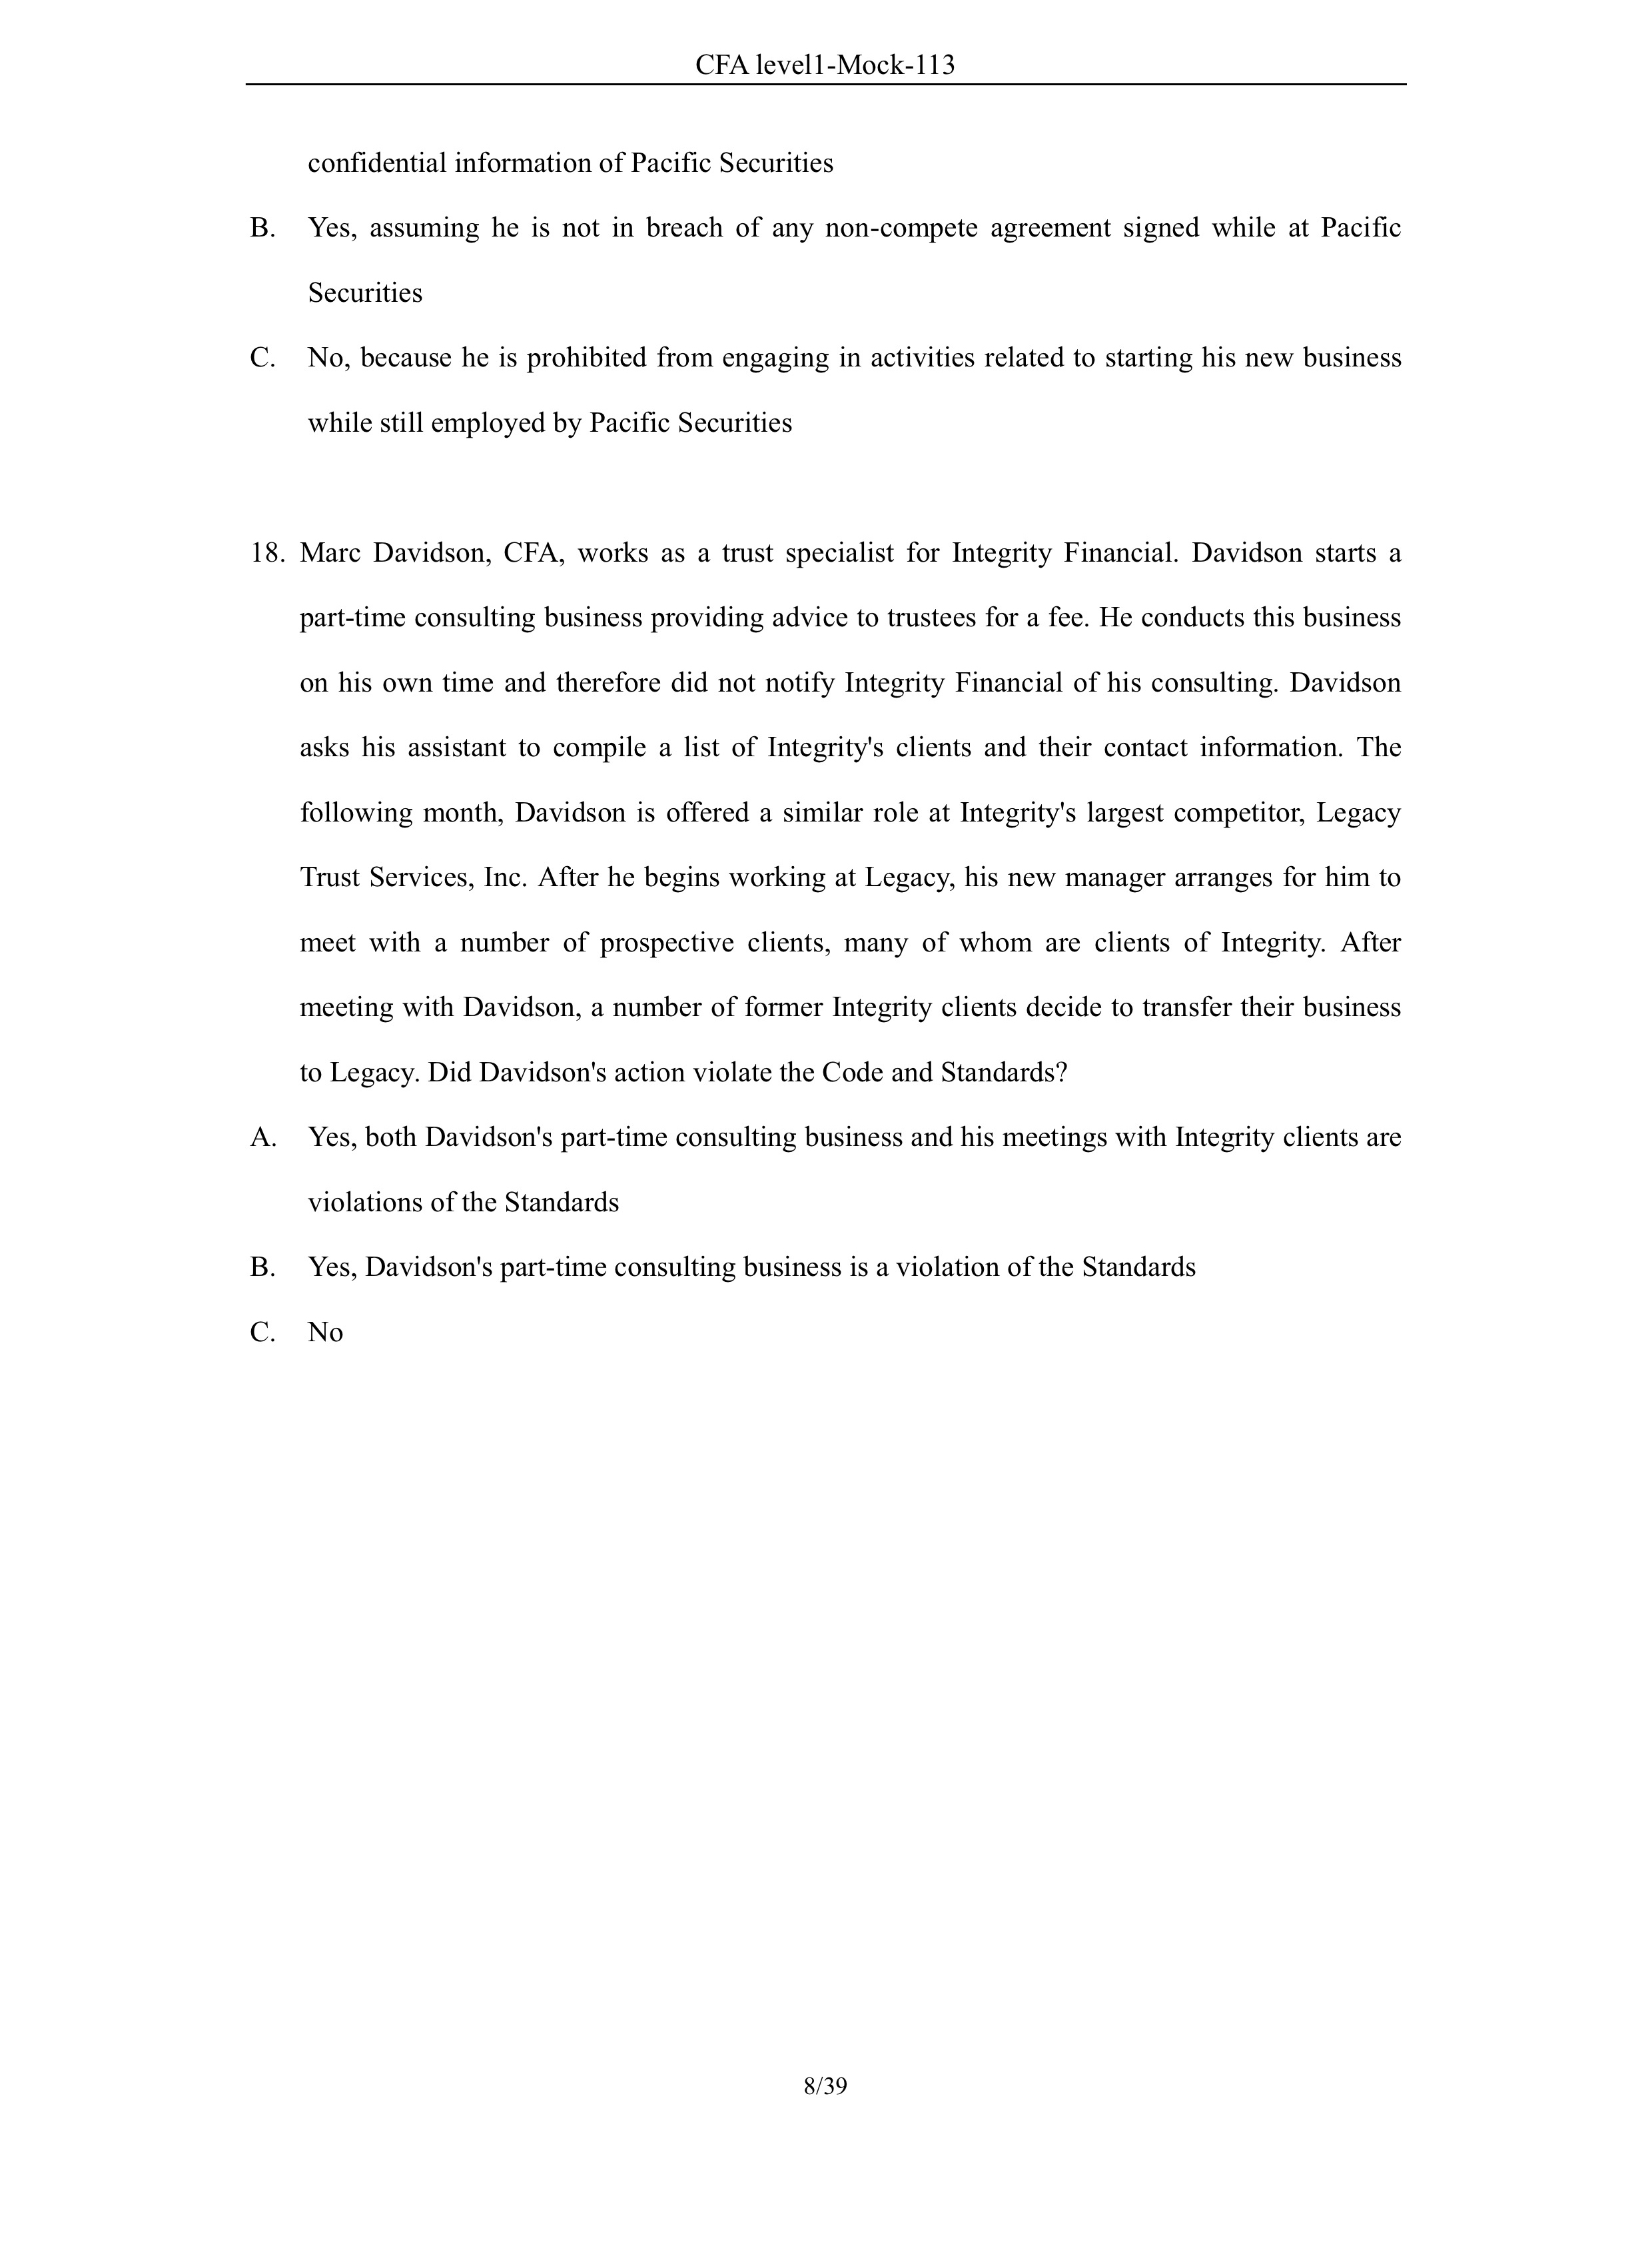 CFA level1-Mock-113
confidential information of Pacific Securities
B. Yes, assuming he is not in breach of any non-compete agreement signed while at Pacific
Securities
C. No, because he is prohibited from engaging in activities related to starting his new business
while still employed by Pacific Securities
18. Marc Davidson, CFA, works as a trust specialist for Integrity Financial. Davidson starts a
part-time consulting business providing advice to trustees for a fee. He conducts this business
on his own time and therefore did not notify Integrity Financial of his consulting. Davidson
asks his assistant to compile a list of Integrity's clients and their contact information. The
following month, Davidson is offered a similar role at Integrity's largest competitor, Legacy
Trust Services, Inc. After he begins working at Legacy, his new manager arranges for him to
meet with a number of prospective clients, many of whom are clients of Integrity. After
meeting with Davidson, a number of former Integrity clients decide to transfer their business
to Legacy. Did Davidson's action violate the Code and Standards?
A. Yes, both Davidson's part-time consulting business and his meetings with Integrity clients are
violations of the Standards
B. Yes, Davidson's part-time consulting business is a violation of the Standards
C. No
8/39